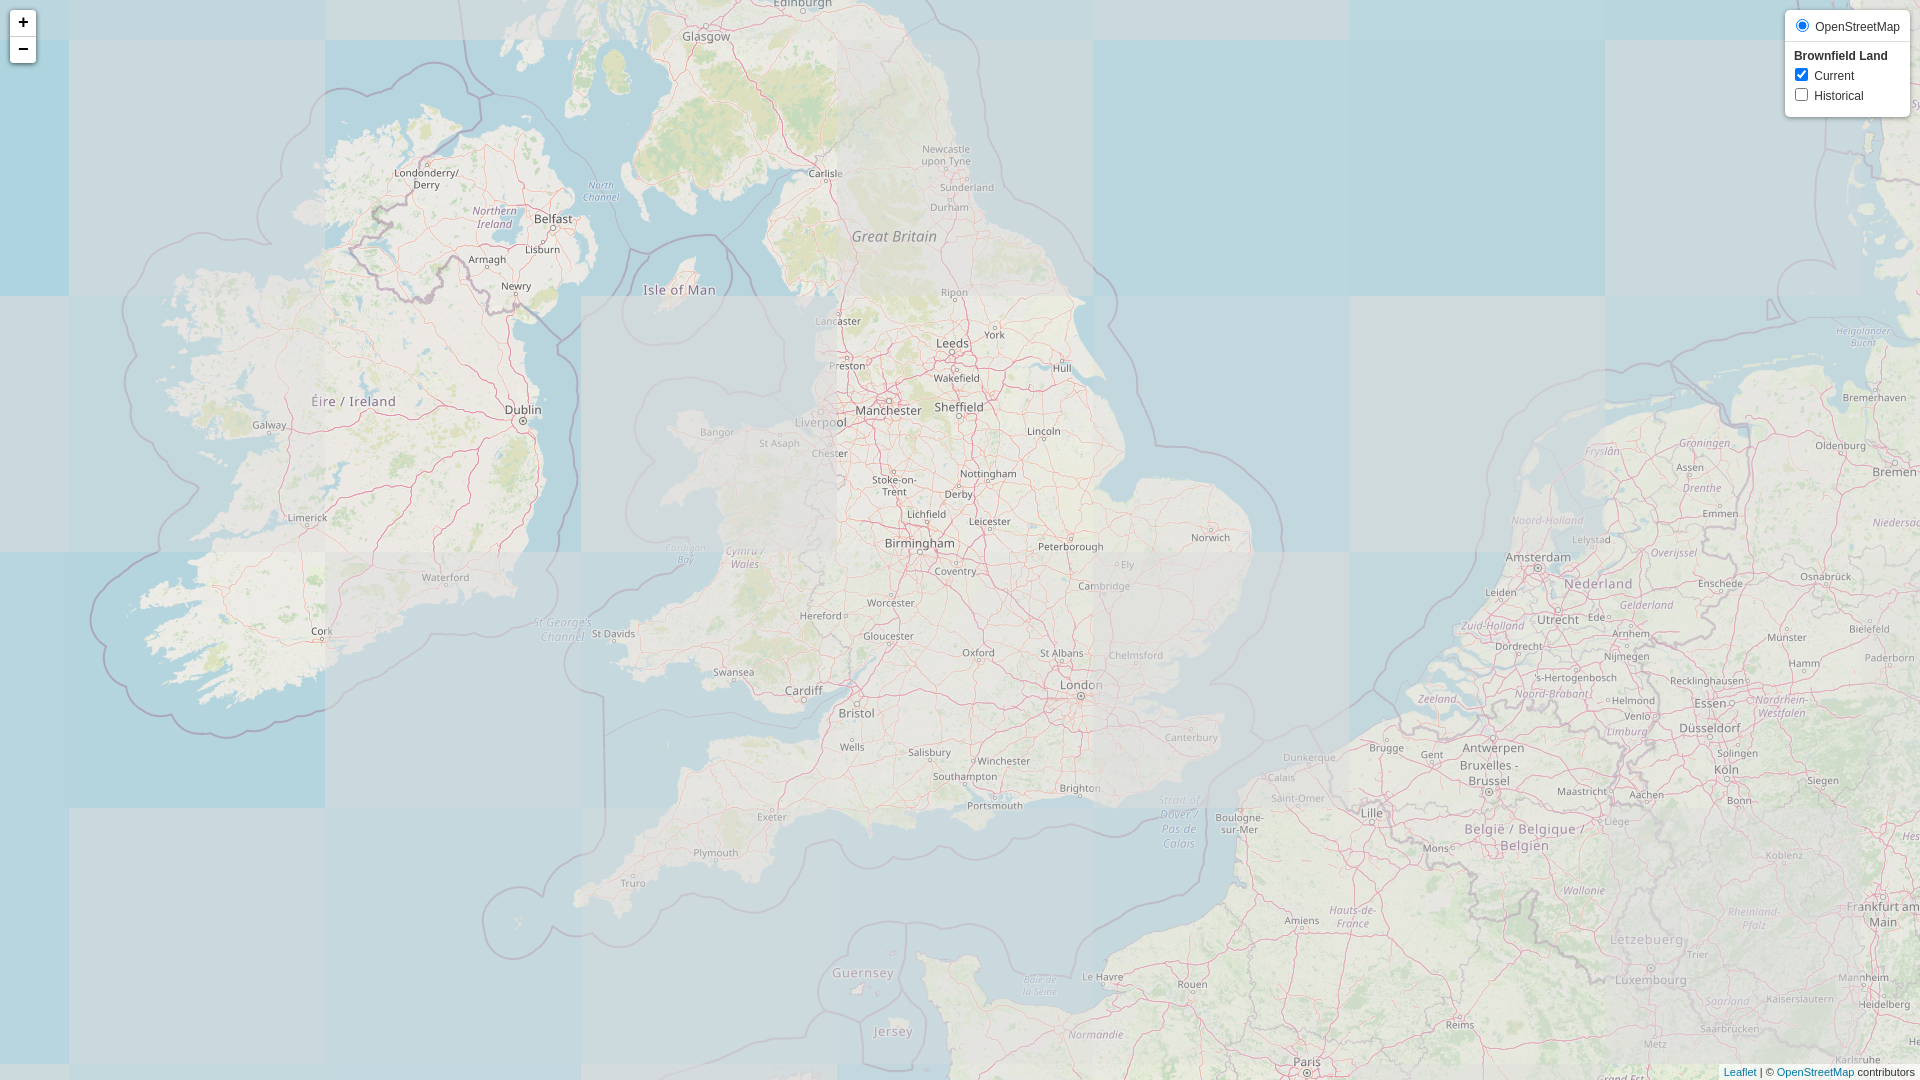 +
−
OpenStreetMap
Brownfield Land
Current
Historical
Edinburgh
Glasgow
Newcastle
upon Tyne
Carlisle
Londonderry/
Derry
North
Channel
Sunderland
Durham
Northern
Ireland
Belfast
Great Britain
Lisburn
Armagh
Newry
Isle of Man
Ripon
Lancaster
Helgoländer
Bucht
York
Leeds
Preston
Hull
Wakefield
Bremerhaven
Éire / Ireland
Dublin
Manchester
Sheffield
Galway
Liverpool
Bangor
Lincoln
St Asaph
Groningen
Oldenburg
Chester
Fryslân
Assen
Bremen
Nottingham
Stoke-on-
Trent
Derby
Drenthe
Emmen
Limerick
Lichfield
Leicester
Noord-Holland
Niedersac
Norwich
Birmingham
Peterborough
Lelystad
Cardigan
Bay
Cymru /
Wales
Overijssel
Amsterdam
Ely
Coventry
Waterford
Cambridge
Nederland
Enschede
Osnabrück
Leiden
Worcester
Gelderland
Hereford
Utrecht
Ede
St George's
Channel
St Davids
Cork
Zuid-Holland
Arnhem
Münster
Bielefeld
Gloucester
Dordrecht
Oxford
St Albans
Chelmsford
Nijmegen
Hamm
Paderborn
Swansea
's-Hertogenbosch
Recklinghausen
London
Cardiff
Zeeland
Noord-Brabant
Helmond
Essen
Nordrhein-
Westfalen
Bristol
Venlo
Düsseldorf
Limburg
Canterbury
Wells
Salisbury
Brugge
Gent
Antwerpen
Solingen
Winchester
Dunkerque
Bruxelles -
Brussel
Köln
Southampton
Calais
Siegen
Brighton
Maastricht
Aachen
Saint-Omer
Bonn
Portsmouth
Strait of
Dover /
Pas de
Calais
Exeter
Boulogne-
sur-Mer
Lille
Liège
België / Belgique /
Belgien
Hes
Plymouth
Mons
Koblenz
Truro
Wallonie
Hauts-de-
France
Amiens
Rheinland-
Pfalz
Frankfurt am
Main
Letzebuerg
Trier
Guernsey
Baie de
la Seine
Le Havre
Rouen
Luxembourg
Mannheim
Saarland
Kaiserslautern
Heidelberg
Jersey
Normandie
Reims
Saarbrücken
Metz
Paris
Karlsruhe
Grand Est
Leaflet | © OpenStreetMap contributors